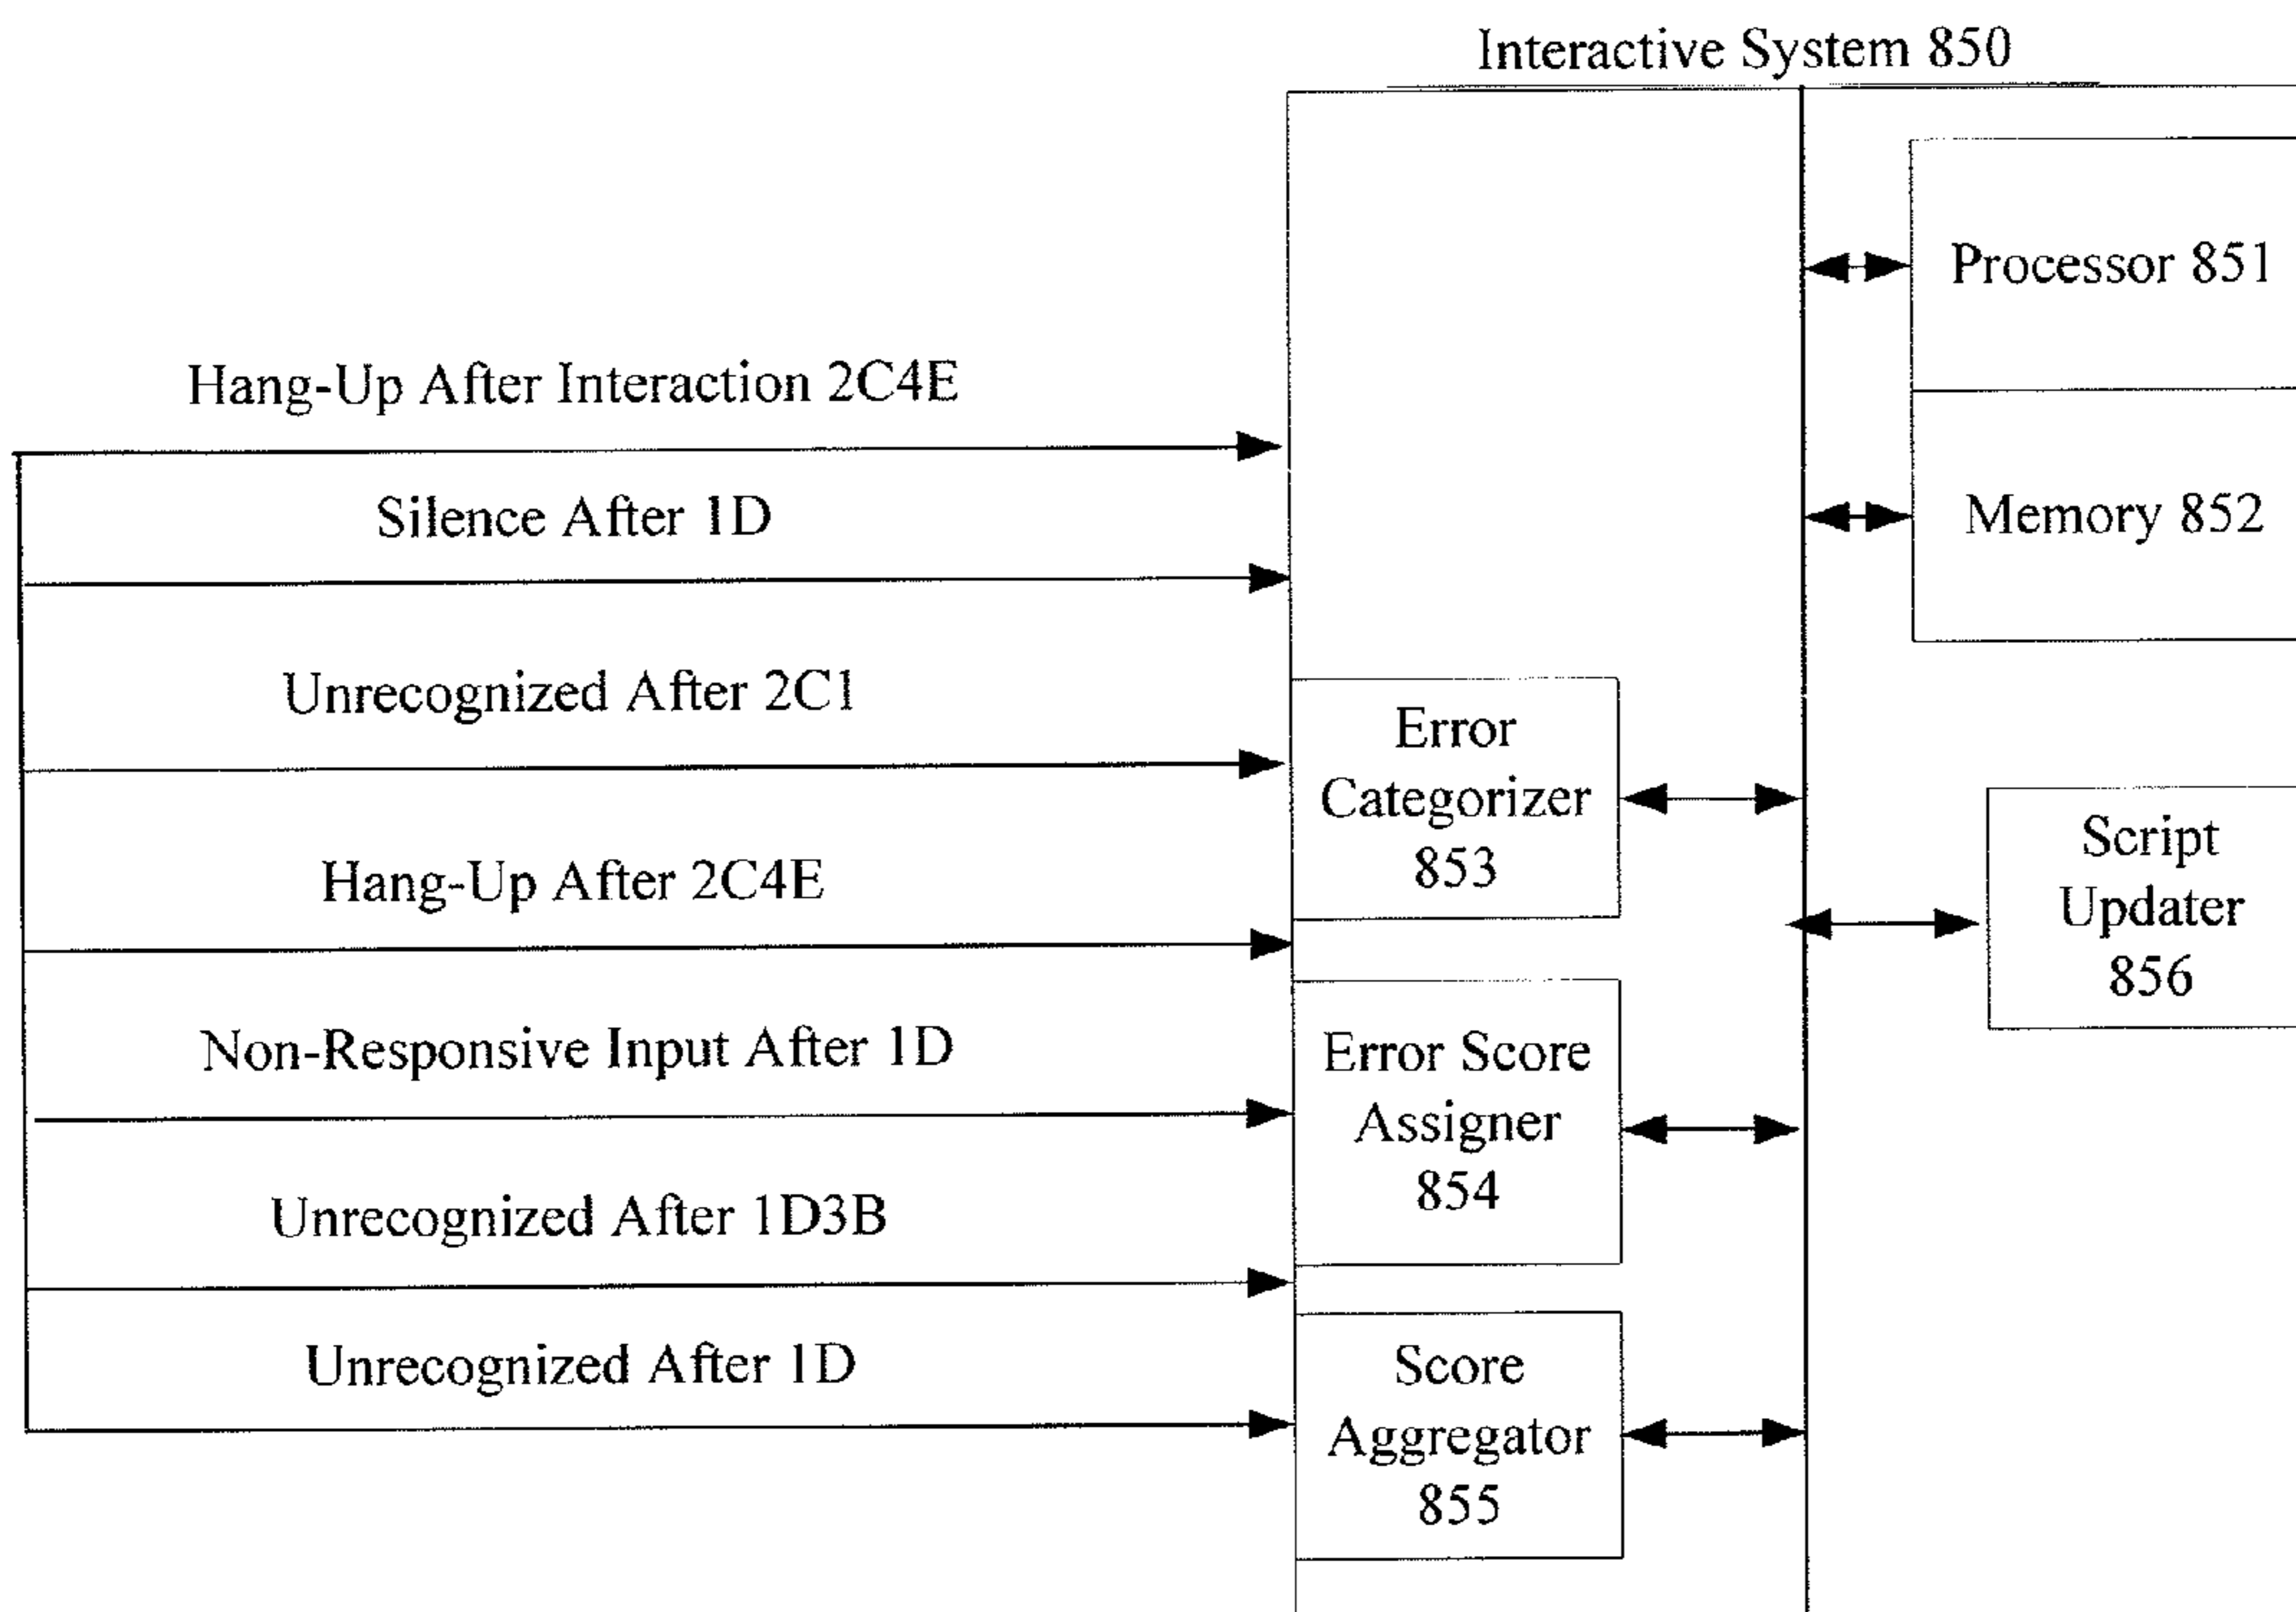 Interactive System 850
Processor 851
Memory 852
Hang-Up After Interaction 2C4E
Silence After 1D
Unrecognized After 2C1
Hang-Up After 2C4E
Non-Responsive Input After 1D
Unrecognized After 1D3B
Unrecognized After 1D
Error
Categorizer
853
Error Score
Assigner
854
Score
Aggregator
855
Script
Updater
856